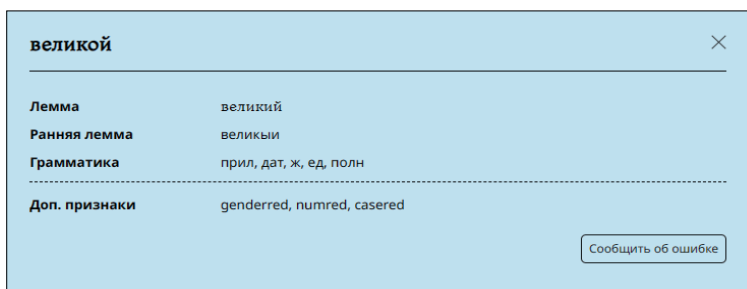 великой
Лемма великий
Ранняя лемма великыи
Грамматика прил, дат, ж, ед, полн
Доп. признаки genderred, numred, casered
Сообщить об ошибке